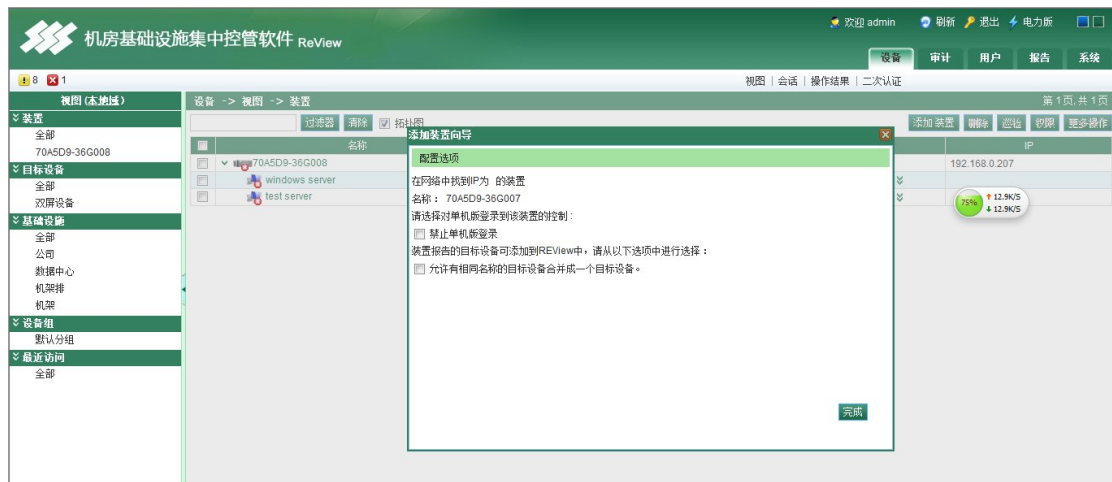 机房基础设施集中控管软件 ReView
欢迎 admin 刷新 退出 电力所
设备 审计 用户 报告 系统
8 1
视图 | 会话 | 操作结果 | 二次认证
视图 (本地域)
设备 -> 视图 -> 装置
第 1 页,共 1 页
装置
全部
70A5D9-36G008
目标设备
全部
双屏设备
基础设施
全部
公司
数据中心
机架排
机架
设备组
默认分组
最近访问
全部
过滤器 清除 拓扑图
添加装置 删除 巡检 权限 更多操作
名称 IP
70A5D9-36G008 192.168.0.207
windows server
test server
75% 12.9K/S
12.9K/S
添加装置向导
配置选项
在网络中找到IP为 的装置
名称: 70A5D9-36G007
请选择对单机版登录到该装置的控制:
禁止单机版登录
装置报告的目标设备可添加到REView中,请从以下选项中进行选择:
允许有相同名称的目标设备合并成一个目标设备。
完成